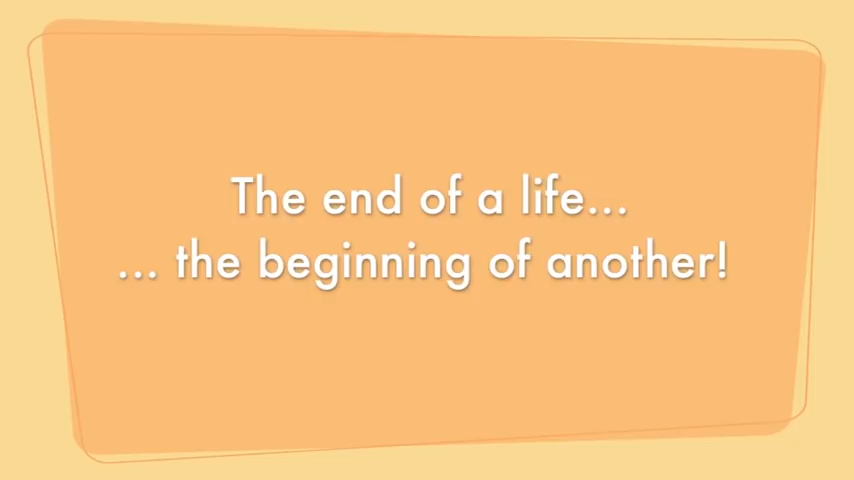 The end of a life...
... the beginning of another!